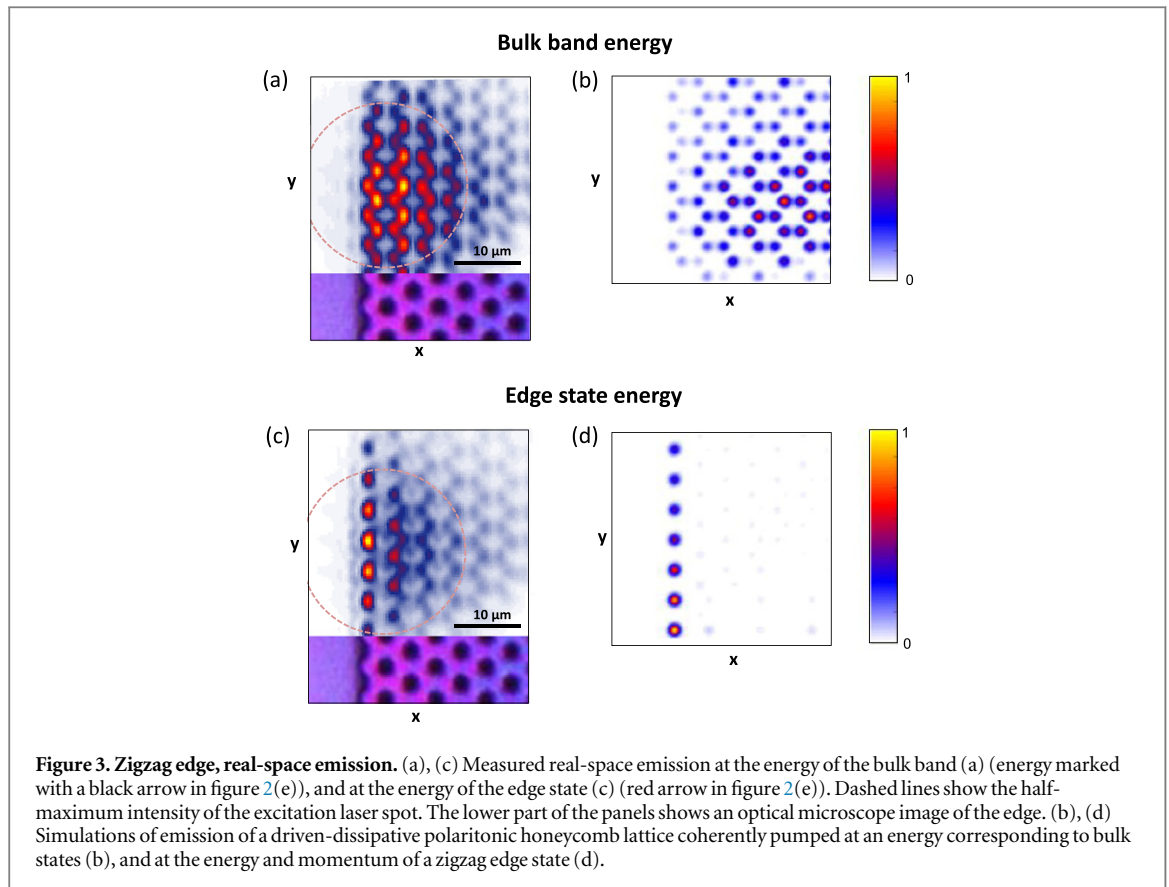 Bulk band energy
(a)
(b)
1
y
y
10 μm
0
x
x
Edge state energy
(c)
(d)
1
y
y
10 μm
0
x
x
Figure 3. Zigzag edge, real-space emission. (a), (c) Measured real-space emission at the energy of the bulk band (a) (energy marked
with a black arrow in figure 2(e)), and at the energy of the edge state (c) (red arrow in figure 2(e)). Dashed lines show the half-
maximum intensity of the excitation laser spot. The lower part of the panels shows an optical microscope image of the edge. (b), (d)
Simulations of emission of a driven-dissipative polaritonic honeycomb lattice coherently pumped at an energy corresponding to bulk
states (b), and at the energy and momentum of a zigzag edge state (d).